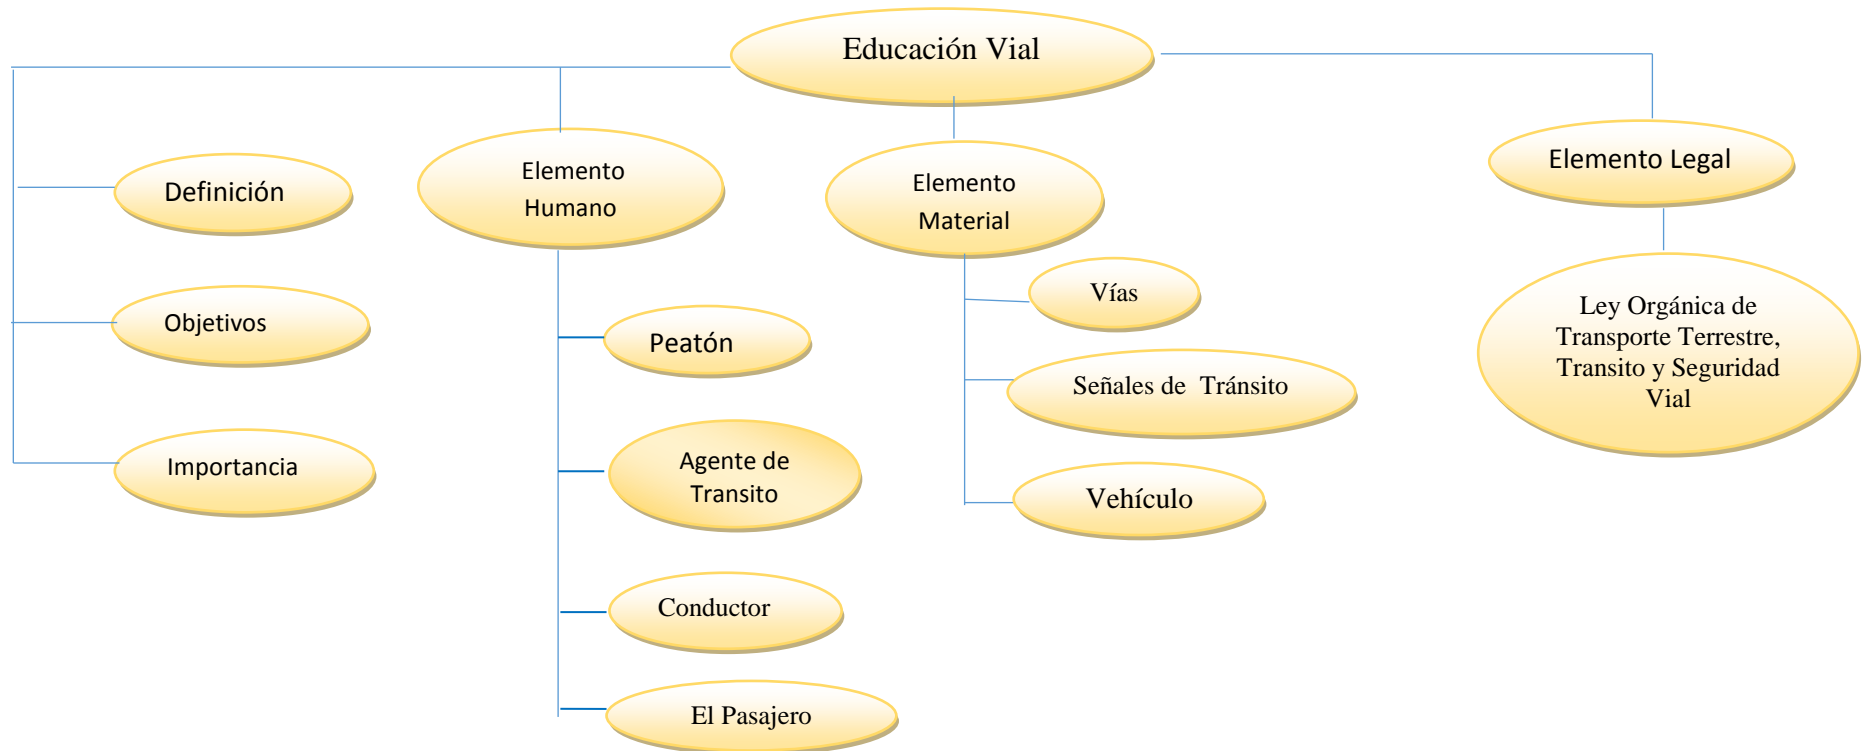 Educación Vial
Definición
Objetivos
Importancia
Elemento
Humano
Peatón
Agente de
Transito
Conductor
El Pasajero
Elemento
Material
Vías
Señales de  Tránsito
Vehículo
Elemento Legal
Ley Orgánica de
Transporte Terrestre,
Transito y Seguridad
Vial